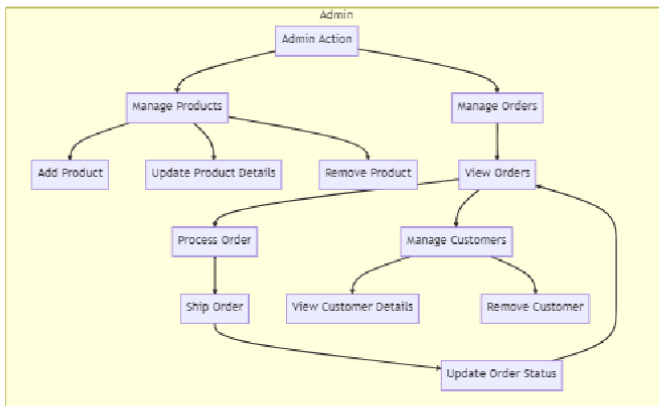 Admin
Admin Action
Manage Products
Manage Orders
Add Product
Update Product Details
Remove Product
View Orders
Process Order
Manage Customers
Ship Order
View Customer Details
Remove Customer
Update Order Status